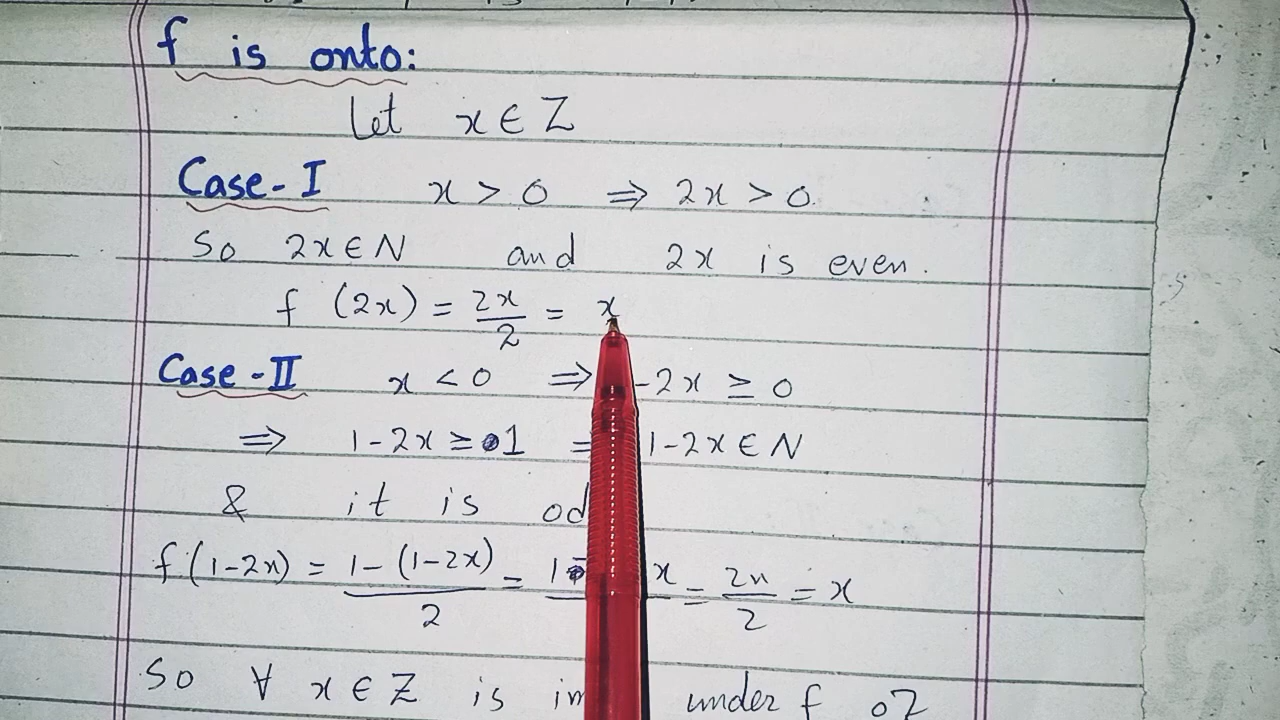 f is onto:
Let x ∈ Z
Case-I x > 0 ⇒ 2x > 0
So 2x ∈ N and 2x is even.
f (2x) = 2x/2 = x
Case-II x < 0 ⇒ -2x ≥ 0
⇒ 1-2x ≥ 1 = 1-2x ∈ N
& it is od
f(1-2x) = 1-(1-2x)/2 = 1 x = 2x/2 = x
So ∀ x ∈ Z is im under f of